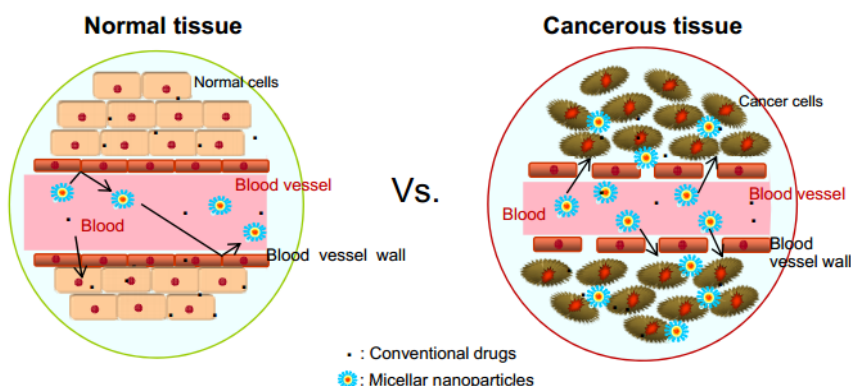 Normal tissue
Cancerous tissue
Normal cells
Cancer cells
Blood vessel
Blood
Blood vessel wall
Vs.
Blood vessel
Blood
Blood
vessel wall
: Conventional drugs
: Micellar nanoparticles